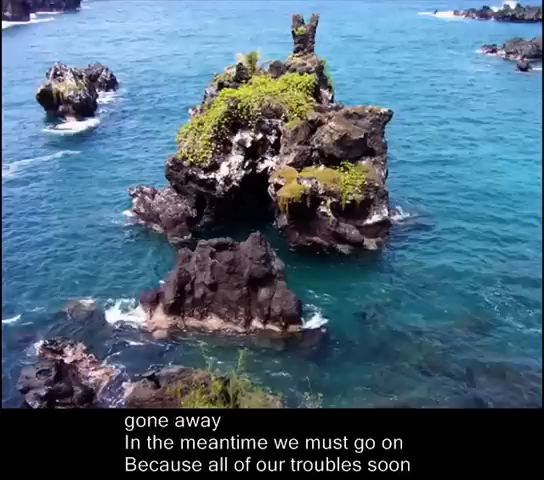 gone away
In the meantime we must go on
Because all of our troubles soon